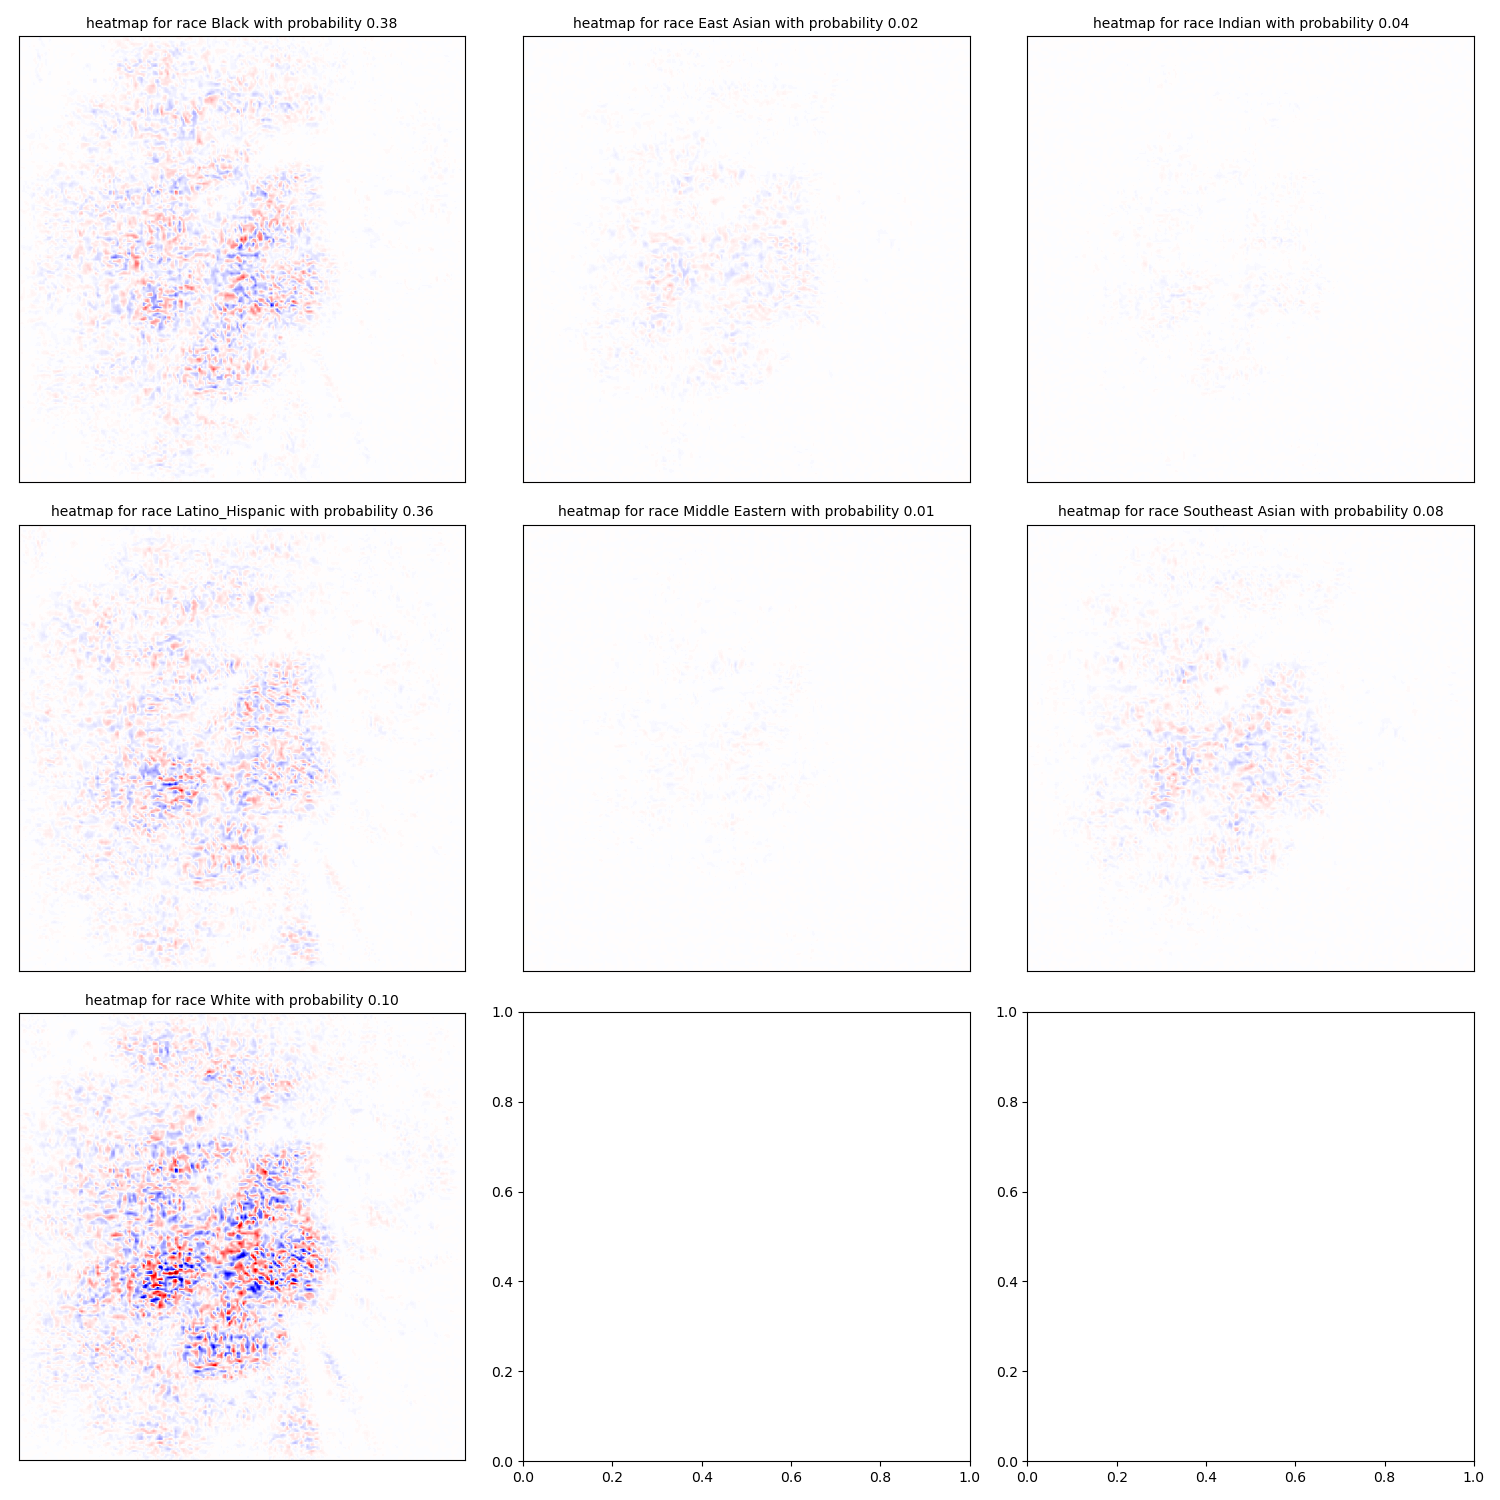 heatmap for race Black with probability 0.38
heatmap for race East Asian with probability 0.02
heatmap for race Indian with probability 0.04
heatmap for race Latino_Hispanic with probability 0.36
heatmap for race Middle Eastern with probability 0.01
heatmap for race Southeast Asian with probability 0.08
heatmap for race White with probability 0.10
1.0
0.8
0.6
0.4
0.2
0.0
0.0 0.2 0.4 0.6 0.8 1.0
1.0
0.8
0.6
0.4
0.2
0.0
0.0 0.2 0.4 0.6 0.8 1.0